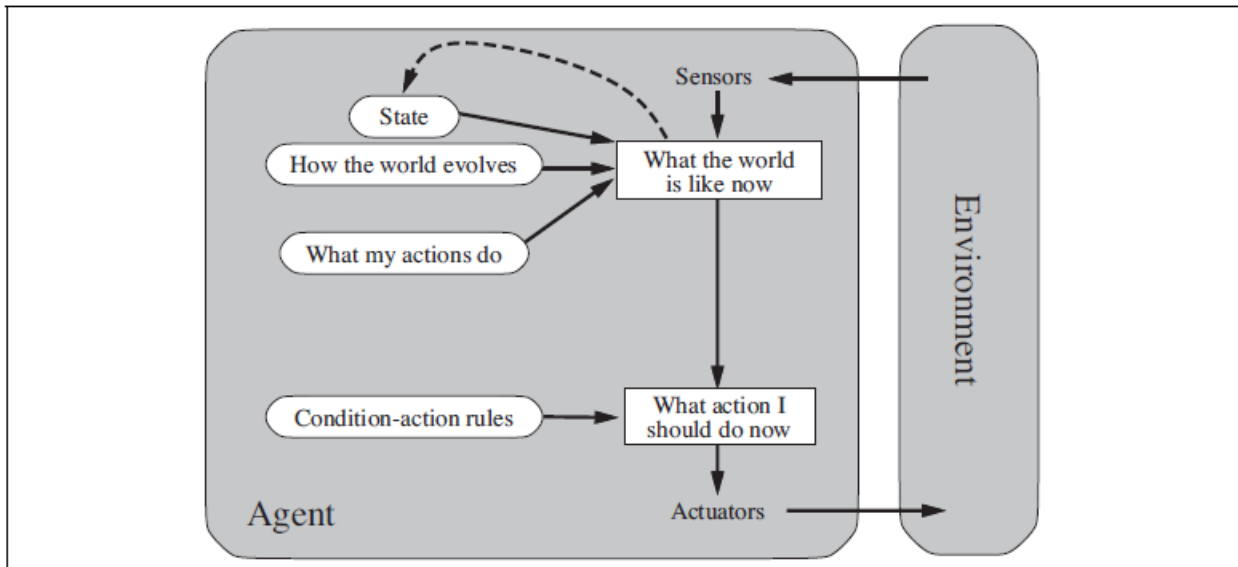 Sensors
State
How the world evolves
What the world
is like now
What my actions do
Environment
Condition-action rules
What action I
should do now
Agent
Actuators